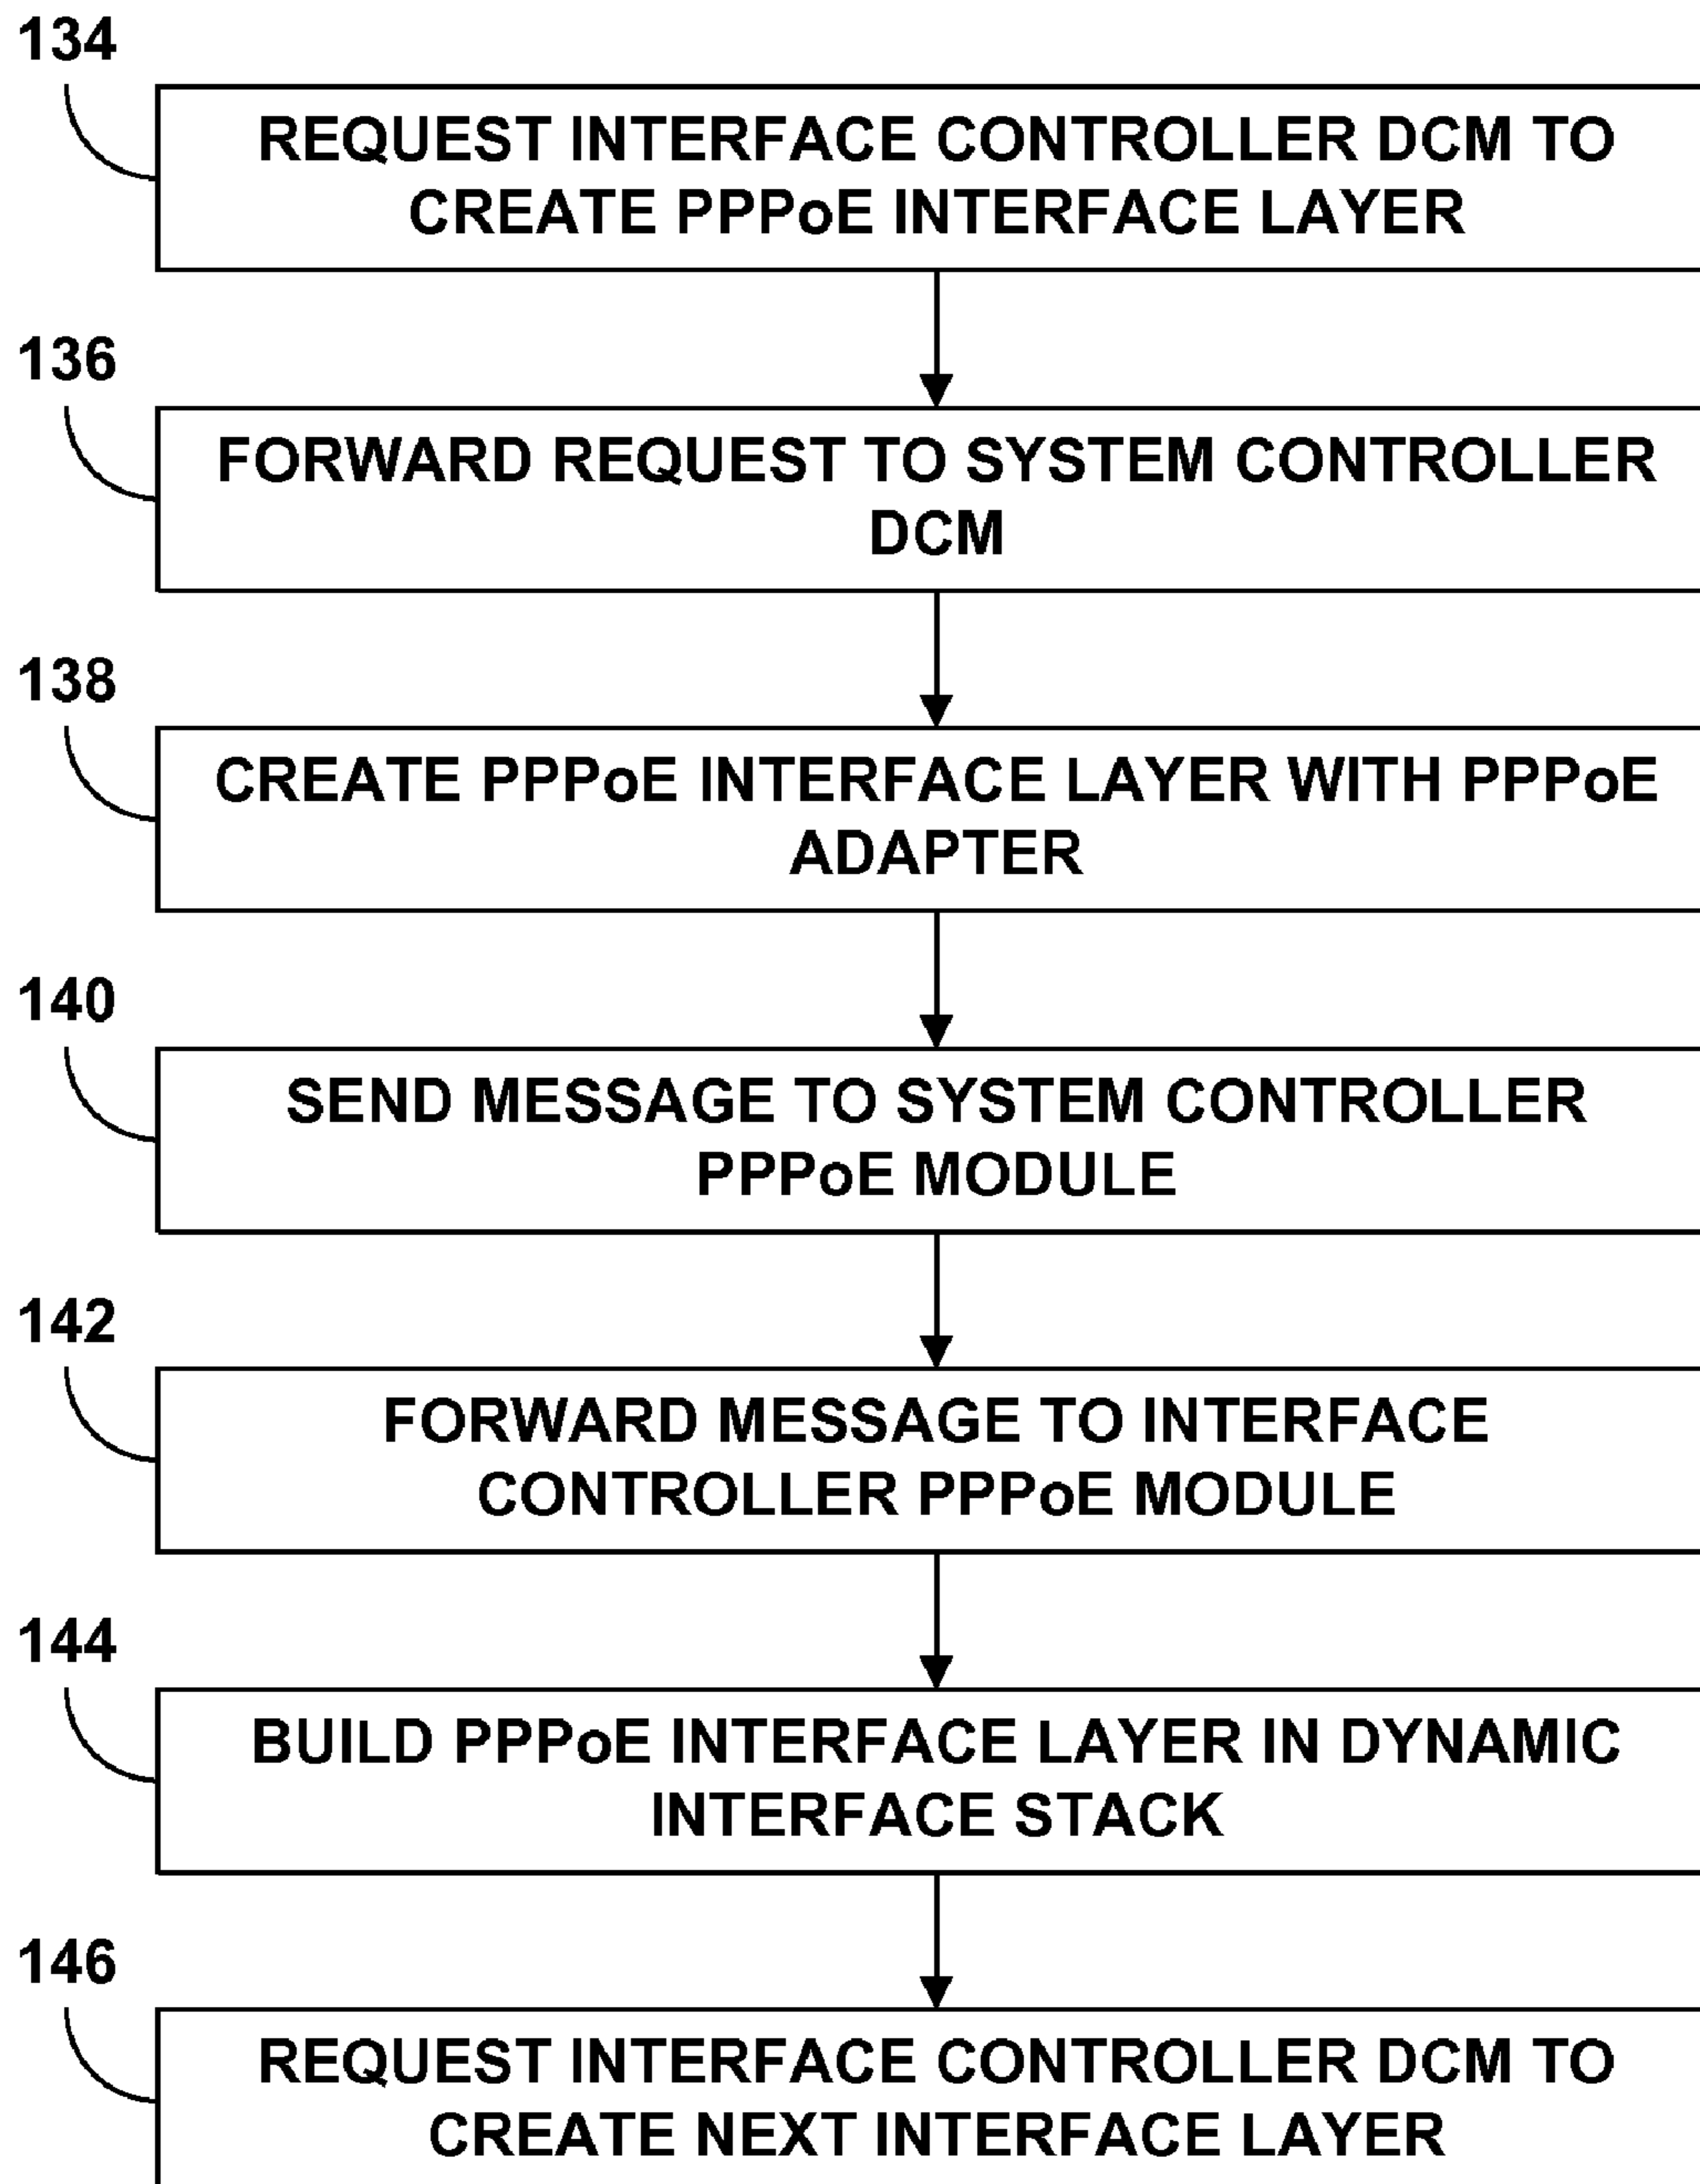 134
REQUEST INTERFACE CONTROLLER DCM TO
CREATE PPPoE INTERFACE LAYER
136
FORWARD REQUEST TO SYSTEM CONTROLLER
DCM
138
CREATE PPPoE INTERFACE LAYER WITH PPPoE
ADAPTER
140
SEND MESSAGE TO SYSTEM CONTROLLER
PPPoE MODULE
142
FORWARD MESSAGE TO INTERFACE
CONTROLLER PPPoE MODULE
144
BUILD PPPoE INTERFACE LAYER IN DYNAMIC
INTERFACE STACK
146
REQUEST INTERFACE CONTROLLER DCM TO
CREATE NEXT INTERFACE LAYER